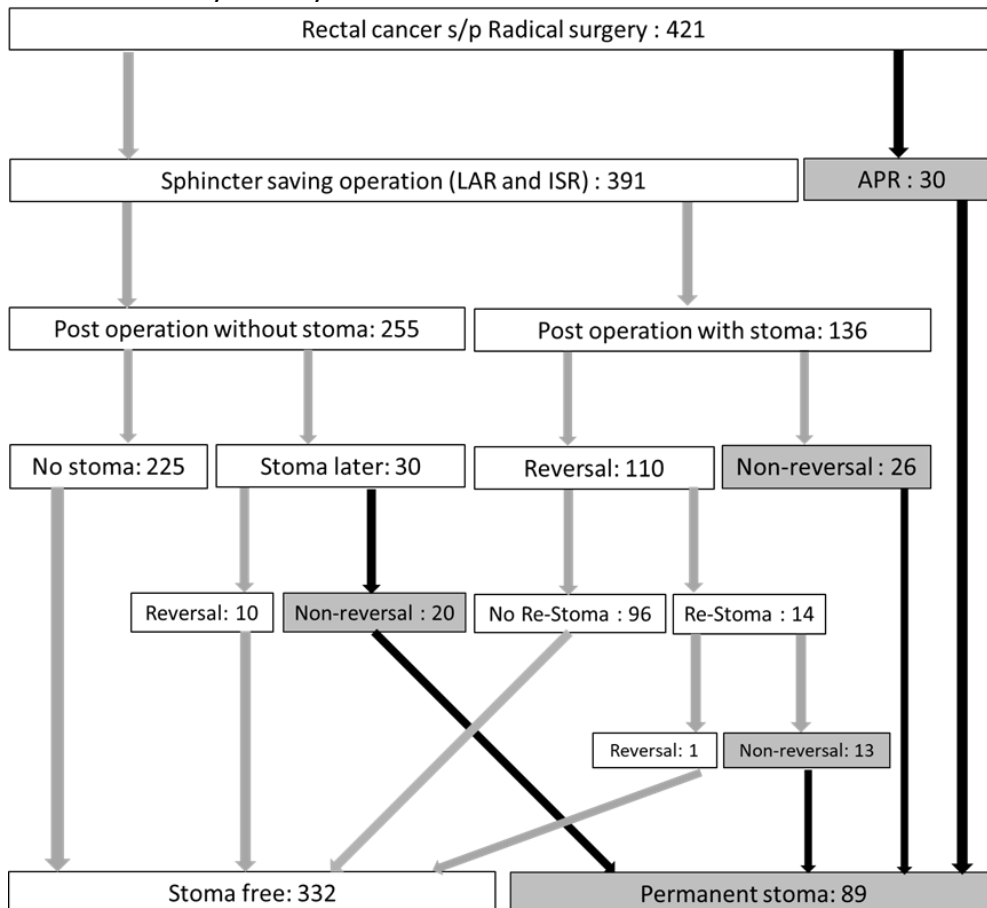 Rectal cancer s/p Radical surgery : 421
Sphincter saving operation (LAR and ISR) : 391
APR : 30
Post operation without stoma: 255
Post operation with stoma: 136
No stoma: 225
Stoma later: 30
Reversal: 110
Non-reversal : 26
Reversal: 10
Non-reversal : 20
No Re-Stoma : 96
Re-Stoma : 14
Reversal: 1
Non-reversal: 13
Stoma free: 332
Permanent stoma: 89